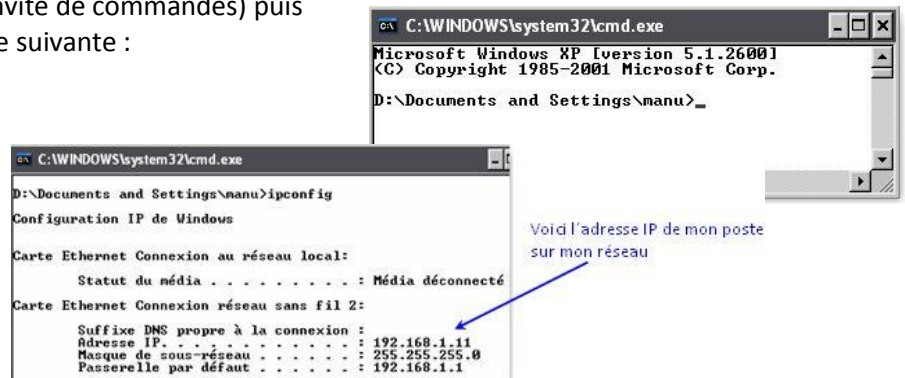 nvite de commandes) puis
e suivante :
C:\WINDOWS\system32\cmd.exe
Microsoft Windows XP [version 5.1.2600]
(C) Copyright 1985-2001 Microsoft Corp.
D:\Documents and Settings\manu>_
C:\WINDOWS\system32\cmd.exe
D:\Documents and Settings\manu>ipconfig
Configuration IP de Windows
Carte Ethernet Connexion au réseau local:
Statut du média . . . . . . . . . . : Média déconnecté
Carte Ethernet Connexion réseau sans fil 2:
Suffixe DNS propre à la connexion :
Adresse IP. . . . . . . . . . . . : 192.168.1.11
Masque de sous-réseau . . . . . . : 255.255.255.0
Passerelle par défaut . . . . . . : 192.168.1.1
Voici l'adresse IP de mon poste
sur mon réseau